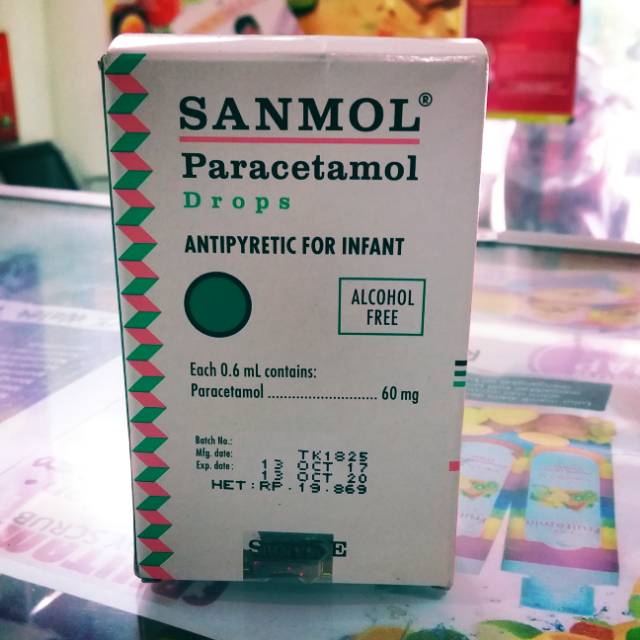 SANMOL®
Paracetamol
Drops
ANTIPYRETIC FOR INFANT
ALCOHOL
FREE
Each 0.6 mL contains:
Paracetamol ............................ 60 mg
Batch No.: TK1825
Mfg. date: 13 OCT 17
Exp. date: 13 OCT 20
HET:RP.19.869